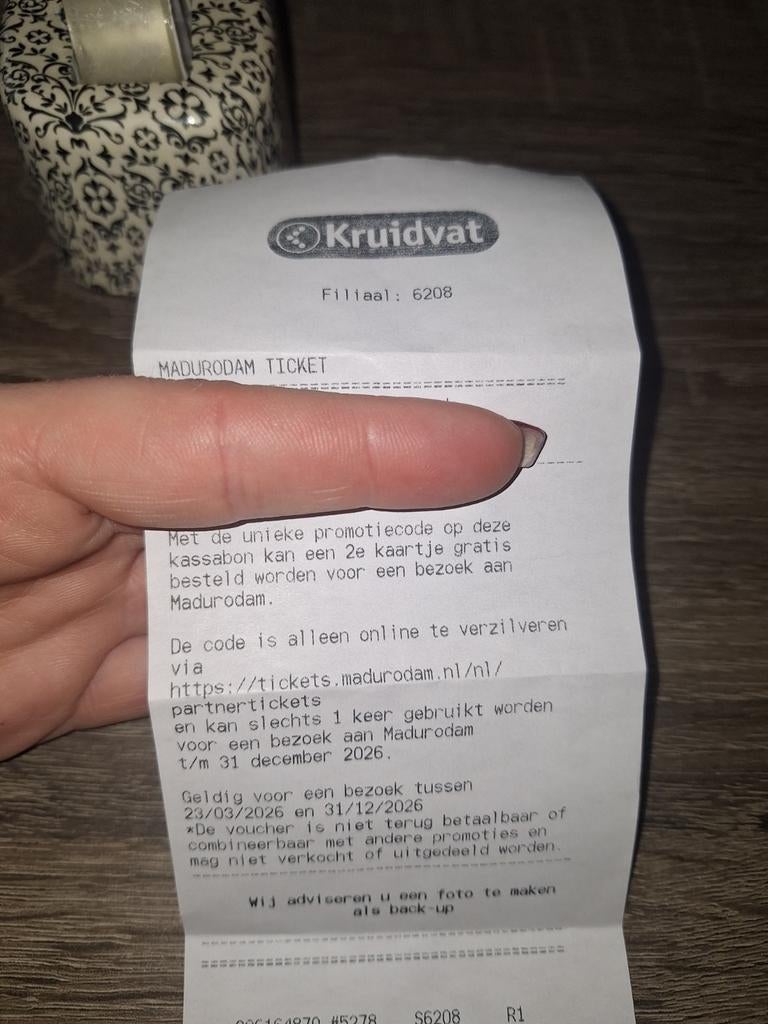 Kruidvat
Filiaal: 6208
MADURODAM TICKET
Met de unieke promotiecode op deze
kassabon kan een 2e kaartje gratis
besteld worden voor een bezoek aan
Madurodam.
De code is alleen online te verzilveren
via
https://tickets.madurodam.nl/nl/
partnertickets
en kan slechts 1 keer gebruikt worden
voor een bezoek aan Madurodam
t/m 31 december 2026.
Geldig voor een bezoek tussen
23/03/2026 en 31/12/2026
*De voucher is niet terug betaalbaar of
combineerbaar met andere promoties en
mag niet verkocht of uitgedeeld worden.
Wij adviseren u een foto te maken
als back-up
#5278 S6208 R1